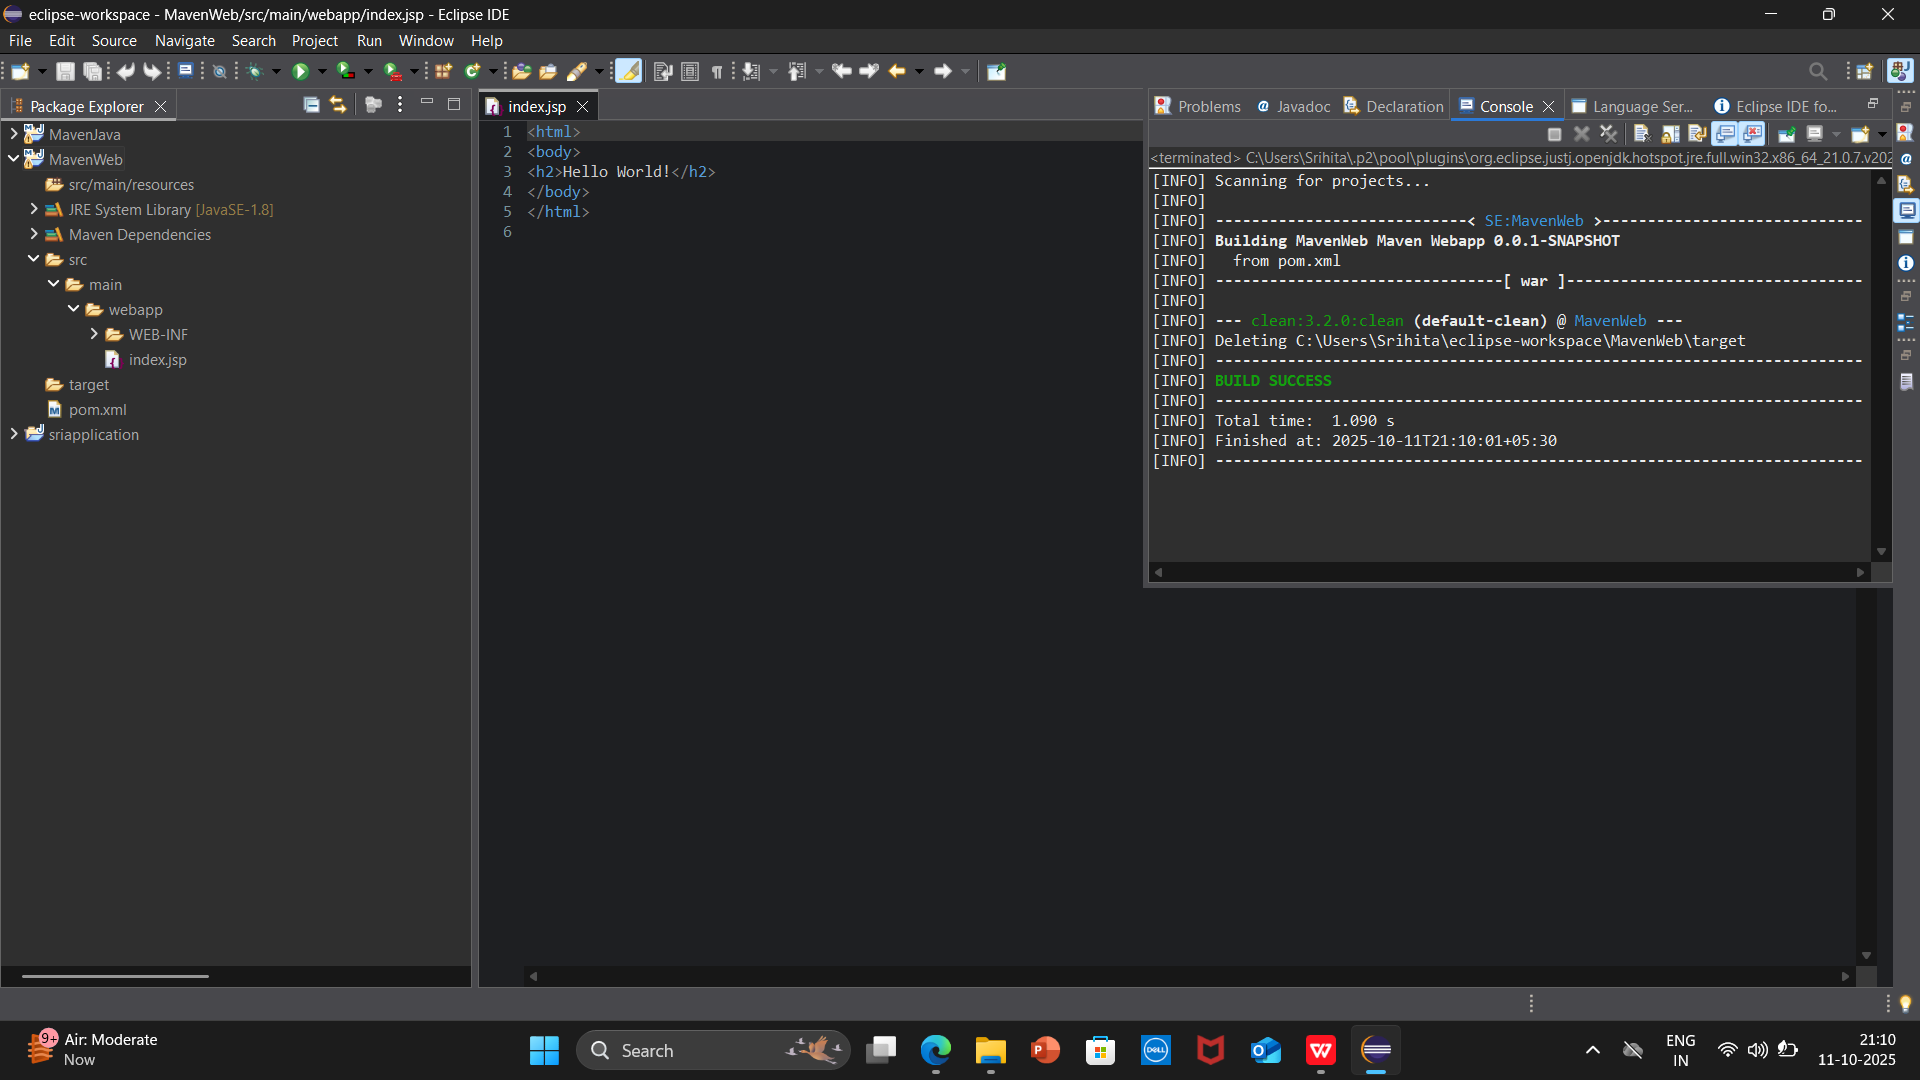 eclipse-workspace - MavenWeb/src/main/webapp/index.jsp - Eclipse IDE
File Edit Source Navigate Search Project Run Window Help
Package Explorer
MavenJava
MavenWeb
src/main/resources
JRE System Library [JavaSE-1.8]
Maven Dependencies
src
main
webapp
WEB-INF
index.jsp
target
pom.xml
sriapplication
index.jsp
1 <html>
2 <body>
3 <h2>Hello World!</h2>
4 </body>
5 </html>
6
Problems Javadoc Declaration Console Language Ser... Eclipse IDE fo...
<terminated> C:\Users\Srihita\.p2\pool\plugins\org.eclipse.justj.openjdk.hotspot.jre.full.win32.x86_64_21.0.7.v202
[INFO] Scanning for projects...
[INFO]
[INFO] ----------------------------< SE:MavenWeb >-----------------------------
[INFO] Building MavenWeb Maven Webapp 0.0.1-SNAPSHOT
[INFO]   from pom.xml
[INFO] --------------------------------[ war ]---------------------------------
[INFO]
[INFO] --- clean:3.2.0:clean (default-clean) @ MavenWeb ---
[INFO] Deleting C:\Users\Srihita\eclipse-workspace\MavenWeb\target
[INFO] ------------------------------------------------------------------------
[INFO] BUILD SUCCESS
[INFO] ------------------------------------------------------------------------
[INFO] Total time:  1.090 s
[INFO] Finished at: 2025-10-11T21:10:01+05:30
[INFO] ------------------------------------------------------------------------
9+
Air: Moderate
Now
Search
P
DELL
O
W
ENG
IN
21:10
11-10-2025